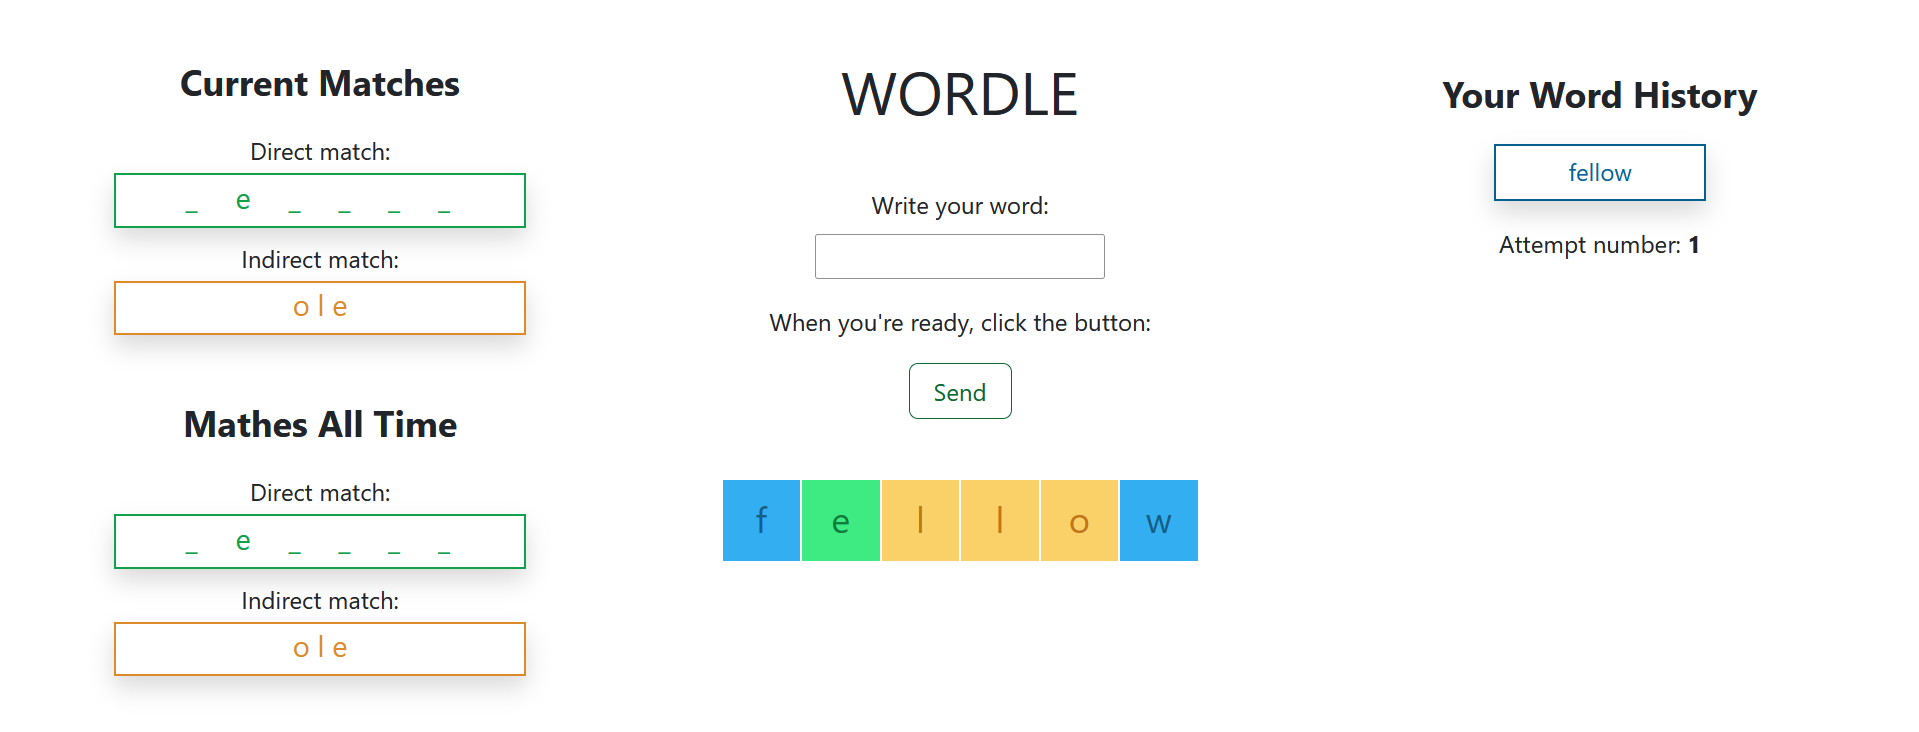 Current Matches
Direct match:
_ e _ _ _ _
Indirect match:
o l e
Mathes All Time
Direct match:
_ e _ _ _ _
Indirect match:
o l e
WORDLE
Write your word:
When you're ready, click the button:
Send
f e l l o w
Your Word History
fellow
Attempt number: 1